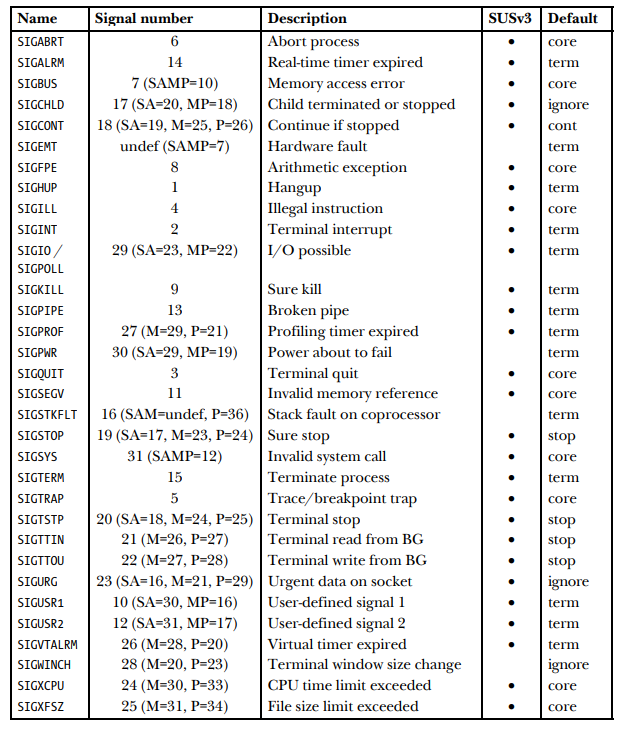 Name Signal number Description SUSv3 Default
SIGABRT 6 Abort process • core
SIGALRM 14 Real-time timer expired • term
SIGBUS 7 (SAMP=10) Memory access error • core
SIGCHLD 17 (SA=20, MP=18) Child terminated or stopped • ignore
SIGCONT 18 (SA=19, M=25, P=26) Continue if stopped • cont
SIGEMT undef (SAMP=7) Hardware fault term
SIGFPE 8 Arithmetic exception • core
SIGHUP 1 Hangup • term
SIGILL 4 Illegal instruction • core
SIGINT 2 Terminal interrupt • term
SIGIO / 29 (SA=23, MP=22) I/O possible • term
SIGPOLL
SIGKILL 9 Sure kill • term
SIGPIPE 13 Broken pipe • term
SIGPROF 27 (M=29, P=21) Profiling timer expired • term
SIGPWR 30 (SA=29, MP=19) Power about to fail term
SIGQUIT 3 Terminal quit • core
SIGSEGV 11 Invalid memory reference • core
SIGSTKFLT 16 (SAM=undef, P=36) Stack fault on coprocessor term
SIGSTOP 19 (SA=17, M=23, P=24) Sure stop • stop
SIGSYS 31 (SAMP=12) Invalid system call • core
SIGTERM 15 Terminate process • term
SIGTRAP 5 Trace/breakpoint trap • core
SIGTSTP 20 (SA=18, M=24, P=25) Terminal stop • stop
SIGTTIN 21 (M=26, P=27) Terminal read from BG • stop
SIGTTOU 22 (M=27, P=28) Terminal write from BG • stop
SIGURG 23 (SA=16, M=21, P=29) Urgent data on socket • ignore
SIGUSR1 10 (SA=30, MP=16) User-defined signal 1 • term
SIGUSR2 12 (SA=31, MP=17) User-defined signal 2 • term
SIGVTALRM 26 (M=28, P=20) Virtual timer expired • term
SIGWINCH 28 (M=20, P=23) Terminal window size change ignore
SIGXCPU 24 (M=30, P=33) CPU time limit exceeded • core
SIGXFSZ 25 (M=31, P=34) File size limit exceeded • core